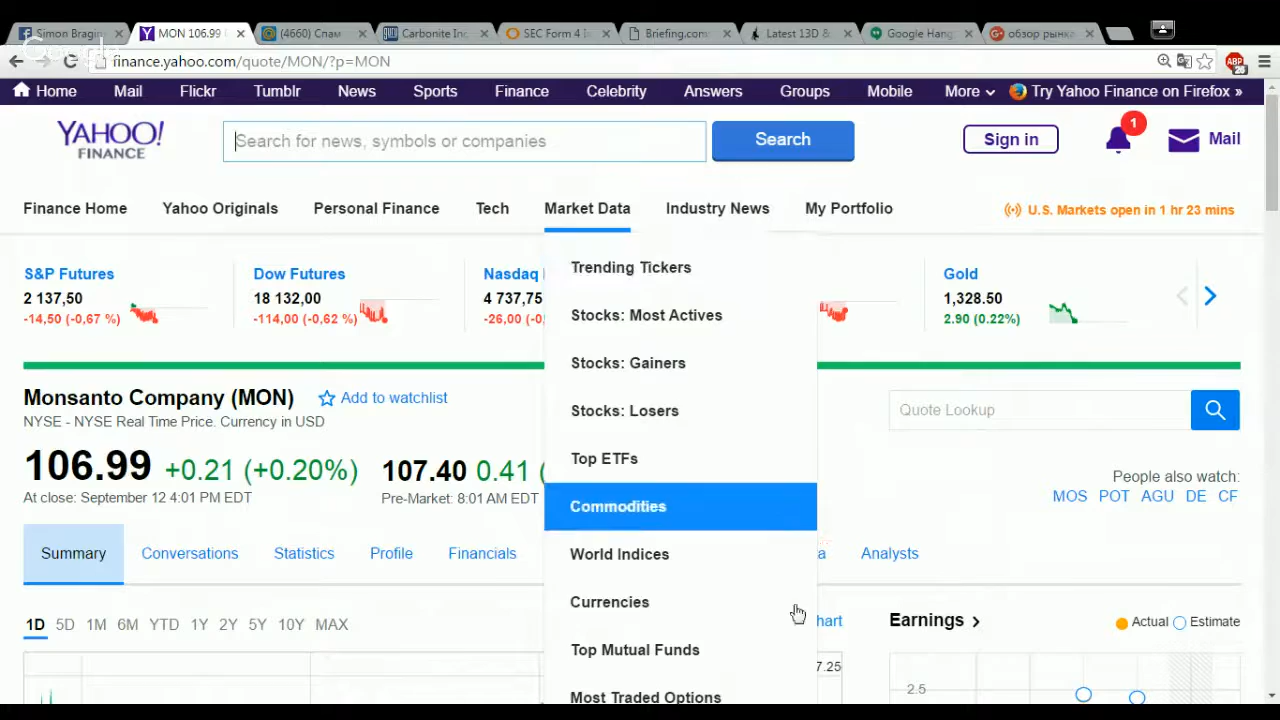 Simon Bragin
MON 106.99
(4660) Спам
Carbonite Inc.
SEC Form 4 Is
Briefing.com:
Latest 13D &
Google Hang
обзор рынка
finance.yahoo.com/quote/MON/?p=MON
ABP
26
Home Mail Flickr Tumblr News Sports Finance Celebrity Answers Groups Mobile More Try Yahoo Finance on Firefox »
YAHOO!
FINANCE
Search for news, symbols or companies
Search
Sign in
1
Mail
Finance Home Yahoo Originals Personal Finance Tech Market Data Industry News My Portfolio
U.S. Markets open in 1 hr 23 mins
S&P Futures
2 137,50
-14,50 (-0,67 %)
Dow Futures
18 132,00
-114,00 (-0,62 %)
Nasdaq
4 737,75
-26,00 (-0,
Gold
1,328.50
2.90 (0.22%)
Trending Tickers
Stocks: Most Actives
Stocks: Gainers
Stocks: Losers
Top ETFs
Commodities
World Indices
Currencies
Top Mutual Funds
Most Traded Options
Monsanto Company (MON)
Add to watchlist
NYSE - NYSE Real Time Price. Currency in USD
106.99 +0.21 (+0.20%)
At close: September 12 4:01 PM EDT
107.40 0.41 (
Pre-Market: 8:01 AM EDT
Quote Lookup
People also watch:
MOS POT AGU DE CF
Summary Conversations Statistics Profile Financials
a
Analysts
1D 5D 1M 6M YTD 1Y 2Y 5Y 10Y MAX
hart
7.25
Earnings
Actual Estimate
2.5